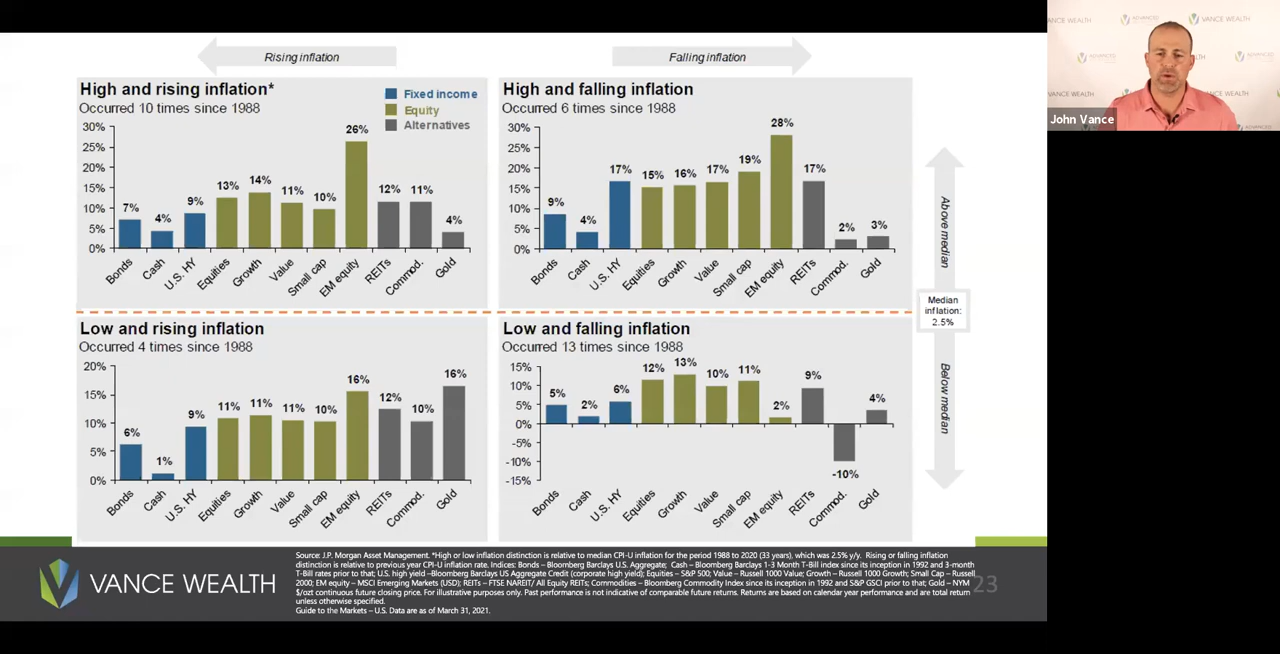 Rising inflation
Falling inflation
High and rising inflation*
Occurred 10 times since 1988
Fixed income
Equity
Alternatives
30%
25%
20%
15%
10%
5%
0%
7%
4%
9%
13%
14%
11%
10%
26%
12%
11%
4%
Bonds
Cash
U.S. HY
Equities
Growth
Value
Small cap
EM equity
REITs
Commod.
Gold
High and falling inflation
Occurred 6 times since 1988
30%
25%
20%
15%
10%
5%
0%
9%
4%
17%
15%
16%
17%
19%
28%
17%
2%
3%
Bonds
Cash
U.S. HY
Equities
Growth
Value
Small cap
EM equity
REITs
Commod.
Gold
Above median
Median
inflation:
2.5%
Below median
Low and rising inflation
Occurred 4 times since 1988
20%
15%
10%
5%
0%
6%
1%
9%
11%
11%
11%
10%
16%
12%
10%
16%
Bonds
Cash
U.S. HY
Equities
Growth
Value
Small cap
EM equity
REITs
Commod.
Gold
Low and falling inflation
Occurred 13 times since 1988
15%
10%
5%
0%
-5%
-10%
-15%
5%
2%
6%
12%
13%
10%
11%
2%
9%
-10%
4%
Bonds
Cash
U.S. HY
Equities
Growth
Value
Small cap
EM equity
REITs
Commod.
Gold
VANCE WEALTH
Source: J.P. Morgan Asset Management. *High or low inflation distinction is relative to median CPI-U inflation for the period 1988 to 2020 (33 years), which was 2.5% y/y. Rising or falling inflation
distinction is relative to previous year CPI-U inflation rate. Indices: Bonds – Bloomberg Barclays U.S. Aggregate; Cash – Bloomberg Barclays 1-3 Month T-Bill index since its inception in 1992 and 3-month
T-Bill rates prior to that; U.S. high yield –Bloomberg Barclays US Aggregate Credit (corporate high yield); Equities – S&P 500; Value – Russell 1000 Value; Growth – Russell 1000 Growth; Small Cap – Russell
2000; EM equity – MSCI Emerging Markets (USD); REITs – FTSE NAREIT/ All Equity REITs; Commodities – Bloomberg Commodity Index since its inception in 1992 and S&P GSCI prior to that; Gold – NYM
$/ozt continuous future closing price. For illustrative purposes only. Past performance is not indicative of comparable future returns. Returns are based on calendar year performance and are total return
unless otherwise specified.
Guide to the Markets – U.S. Data are as of March 31, 2021.
23
VANCE WEALTH
John Vance